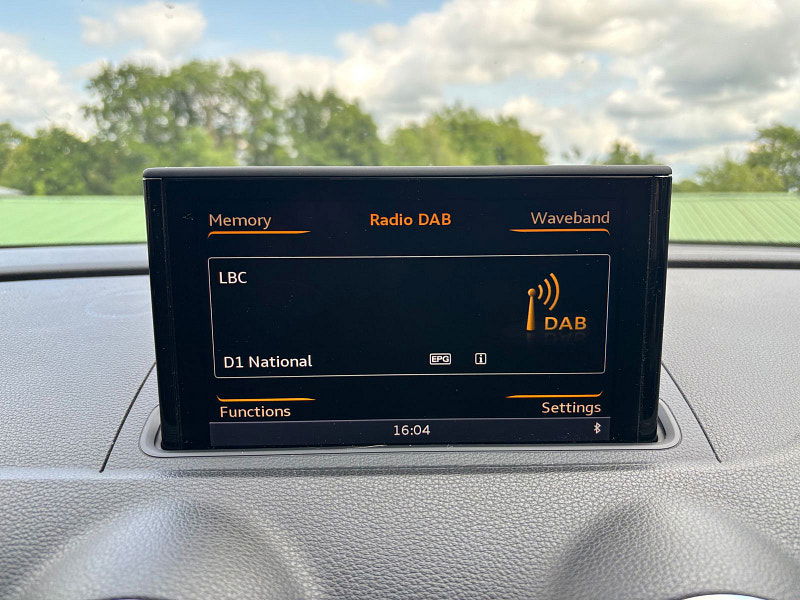 Memory Radio DAB Waveband
LBC
DAB
D1 National EPG i
Functions Settings
16:04